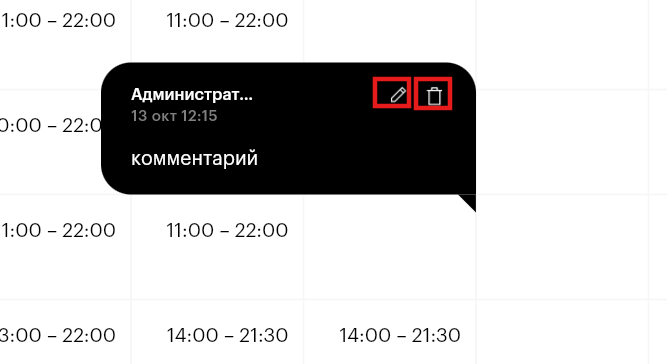 1:00 – 22:00 11:00 – 22:00
Администрат...
13 окт 12:15
0:00 – 22:0
комментарий
1:00 – 22:00 11:00 – 22:00
3:00 – 22:00 14:00 – 21:30 14:00 – 21:30